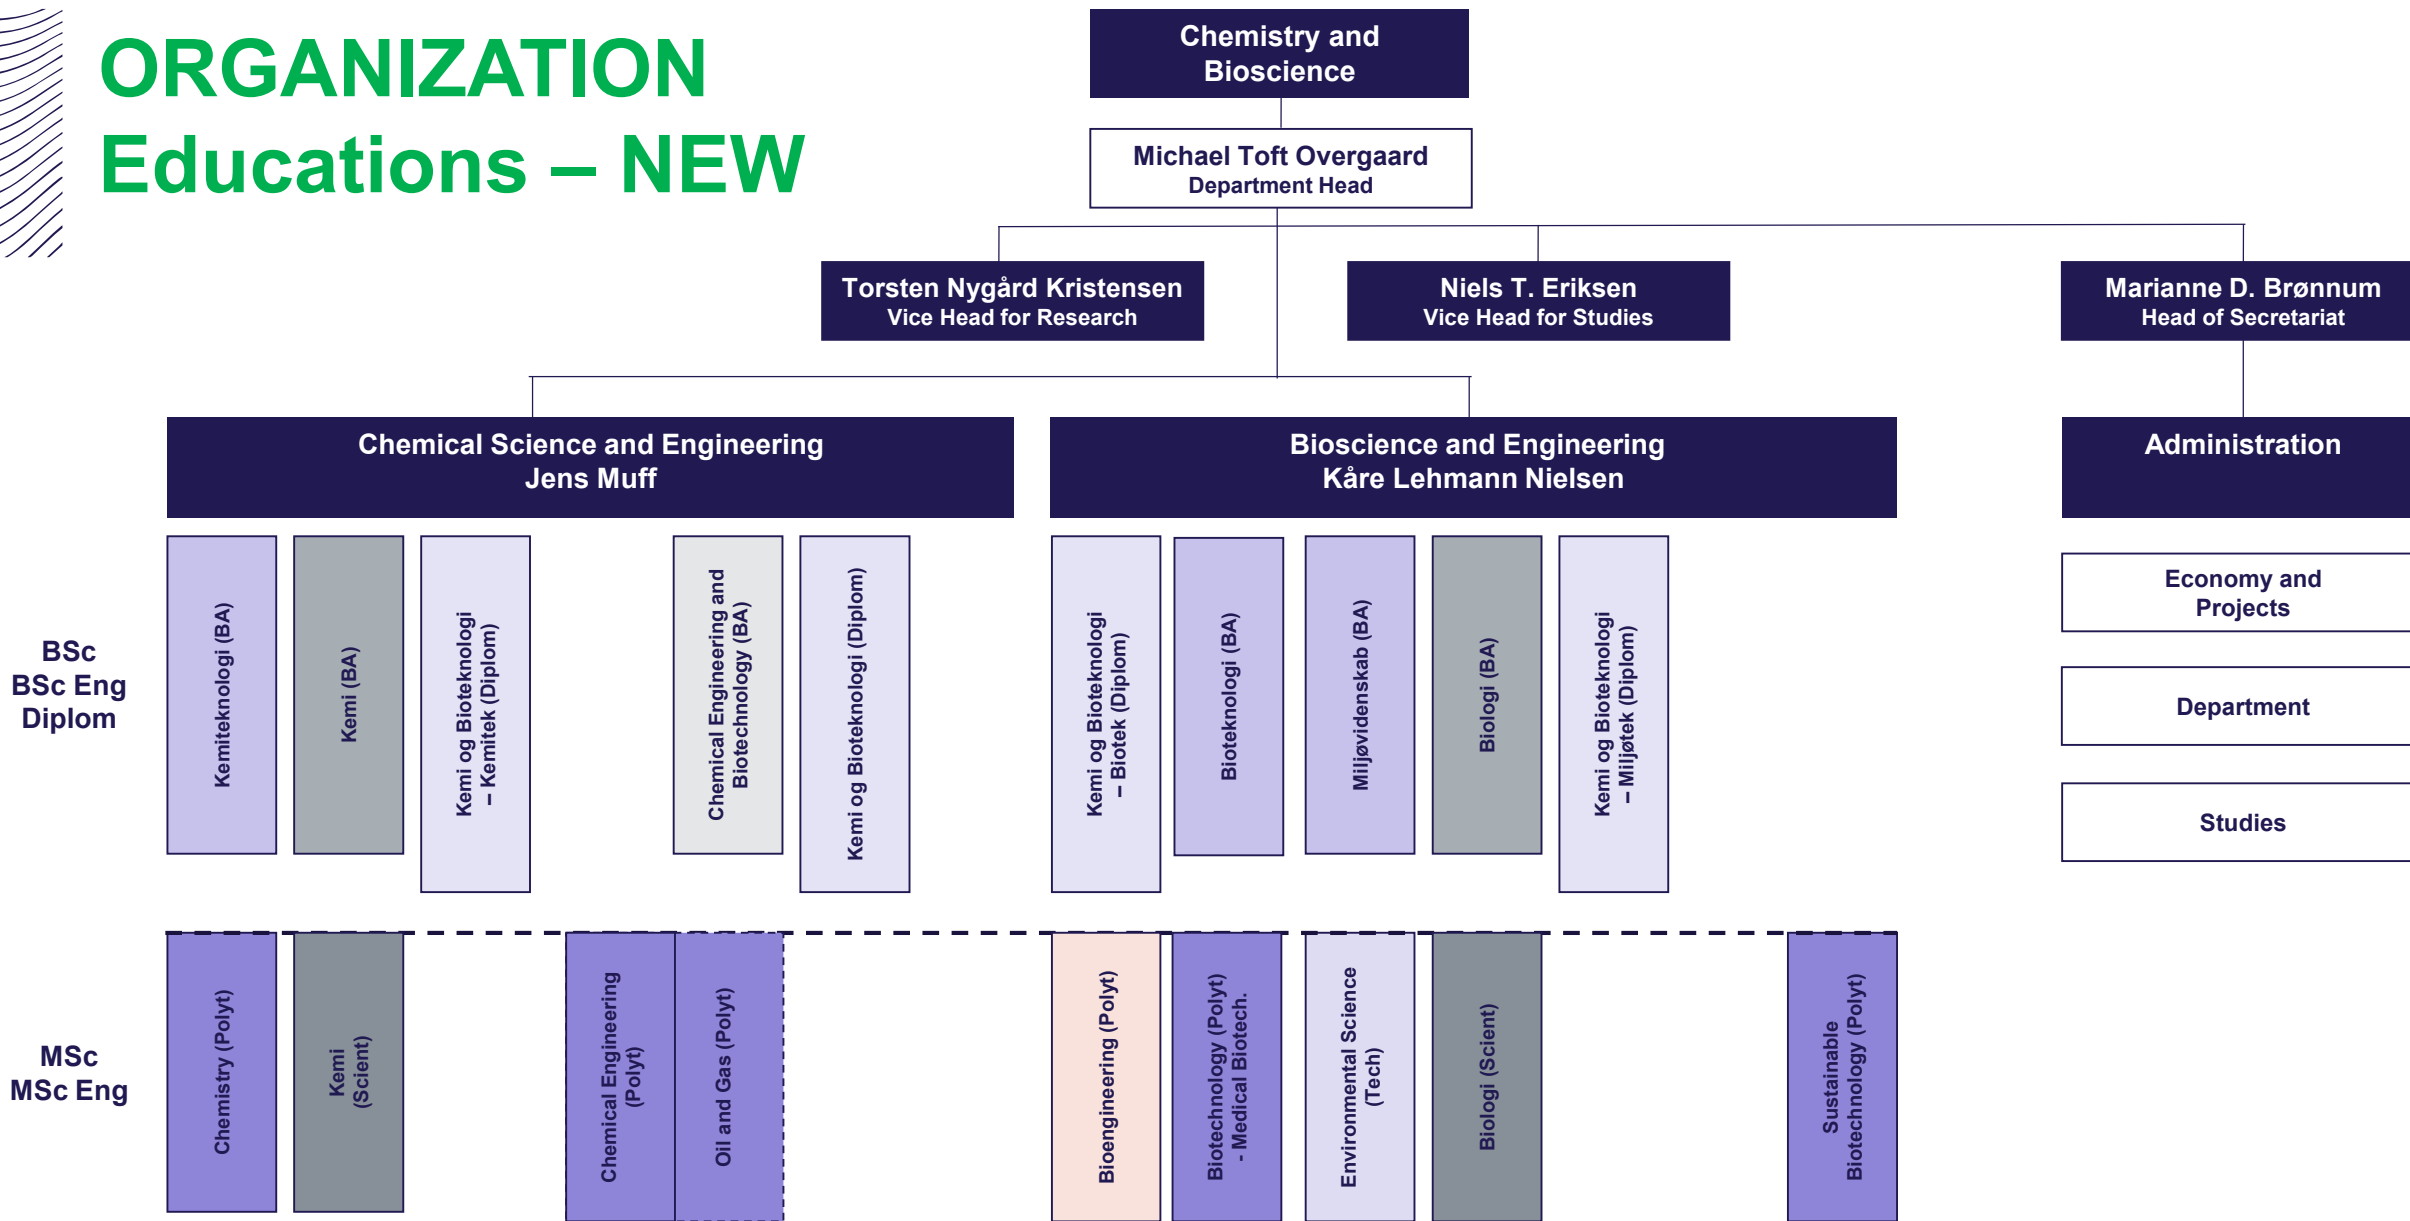 ORGANIZATION
Educations – NEW
Chemistry and
Bioscience
Michael Toft Overgaard
Department Head
Torsten Nygård Kristensen
Vice Head for Research
Niels T. Eriksen
Vice Head for Studies
Marianne D. Brønnum
Head of Secretariat
Chemical Science and Engineering
Jens Muff
Bioscience and Engineering
Kåre Lehmann Nielsen
Administration
BSc
BSc Eng
Diplom
Kemiteknologi (BA)
Kemi (BA)
Kemi og Bioteknologi
– Kemitek (Diplom)
Chemical Engineering and
Biotechnology (BA)
Kemi og Bioteknologi (Diplom)
Kemi og Bioteknologi
– Biotek (Diplom)
Bioteknologi (BA)
Miljøvidenskab (BA)
Biologi (BA)
Kemi og Bioteknologi
– Miljøtek (Diplom)
Economy and
Projects
Department
Studies
MSc
MSc Eng
Chemistry (Polyt)
Kemi
(Scient)
Chemical Engineering
(Polyt)
Oil and Gas (Polyt)
Bioengineering (Polyt)
Biotechnology (Polyt)
- Medical Biotech.
Environmental Science
(Tech)
Biologi (Scient)
Sustainable
Biotechnology (Polyt)